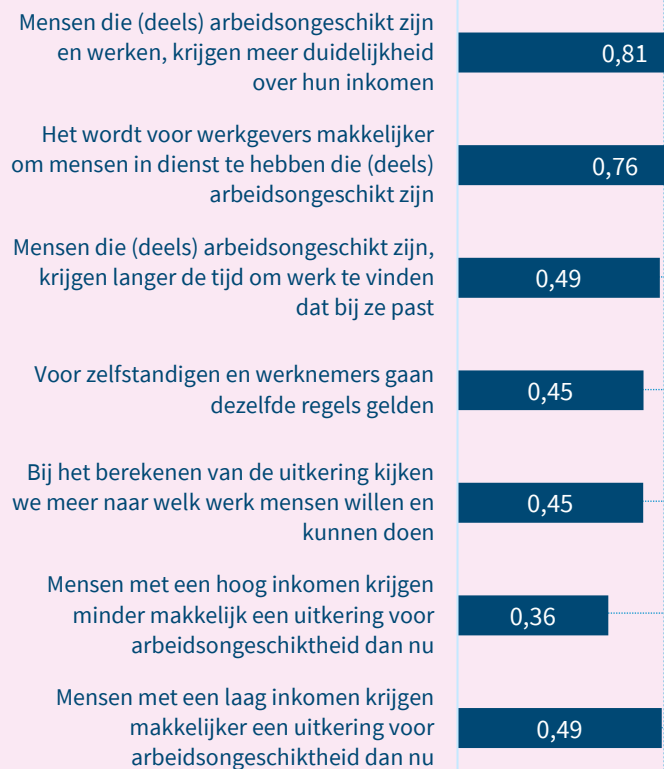 Mensen die (deels) arbeidsongeschikt zijn
en werken, krijgen meer duidelijkheid
over hun inkomen
0,81
Het wordt voor werkgevers makkelijker
om mensen in dienst te hebben die (deels)
arbeidsongeschikt zijn
0,76
Mensen die (deels) arbeidsongeschikt zijn,
krijgen langer de tijd om werk te vinden
dat bij ze past
0,49
Voor zelfstandigen en werknemers gaan
dezelfde regels gelden
0,45
Bij het berekenen van de uitkering kijken
we meer naar welk werk mensen willen en
kunnen doen
0,45
Mensen met een hoog inkomen krijgen
minder makkelijk een uitkering voor
arbeidsongeschiktheid dan nu
0,36
Mensen met een laag inkomen krijgen
makkelijker een uitkering voor
arbeidsongeschiktheid dan nu
0,49